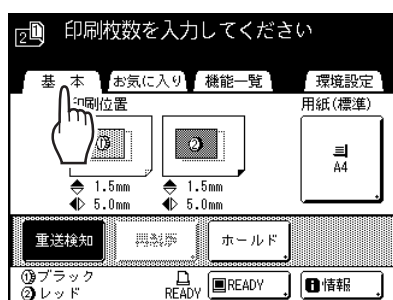 印刷枚数を入力してください
基本 お気に入り 機能一覧 環境設定
印刷位置 用紙(標準)
① ②
A4
1.5mm 1.5mm
5.0mm 5.0mm
重送検知 ホールド
①ブラック
②レッド READY READY 情報